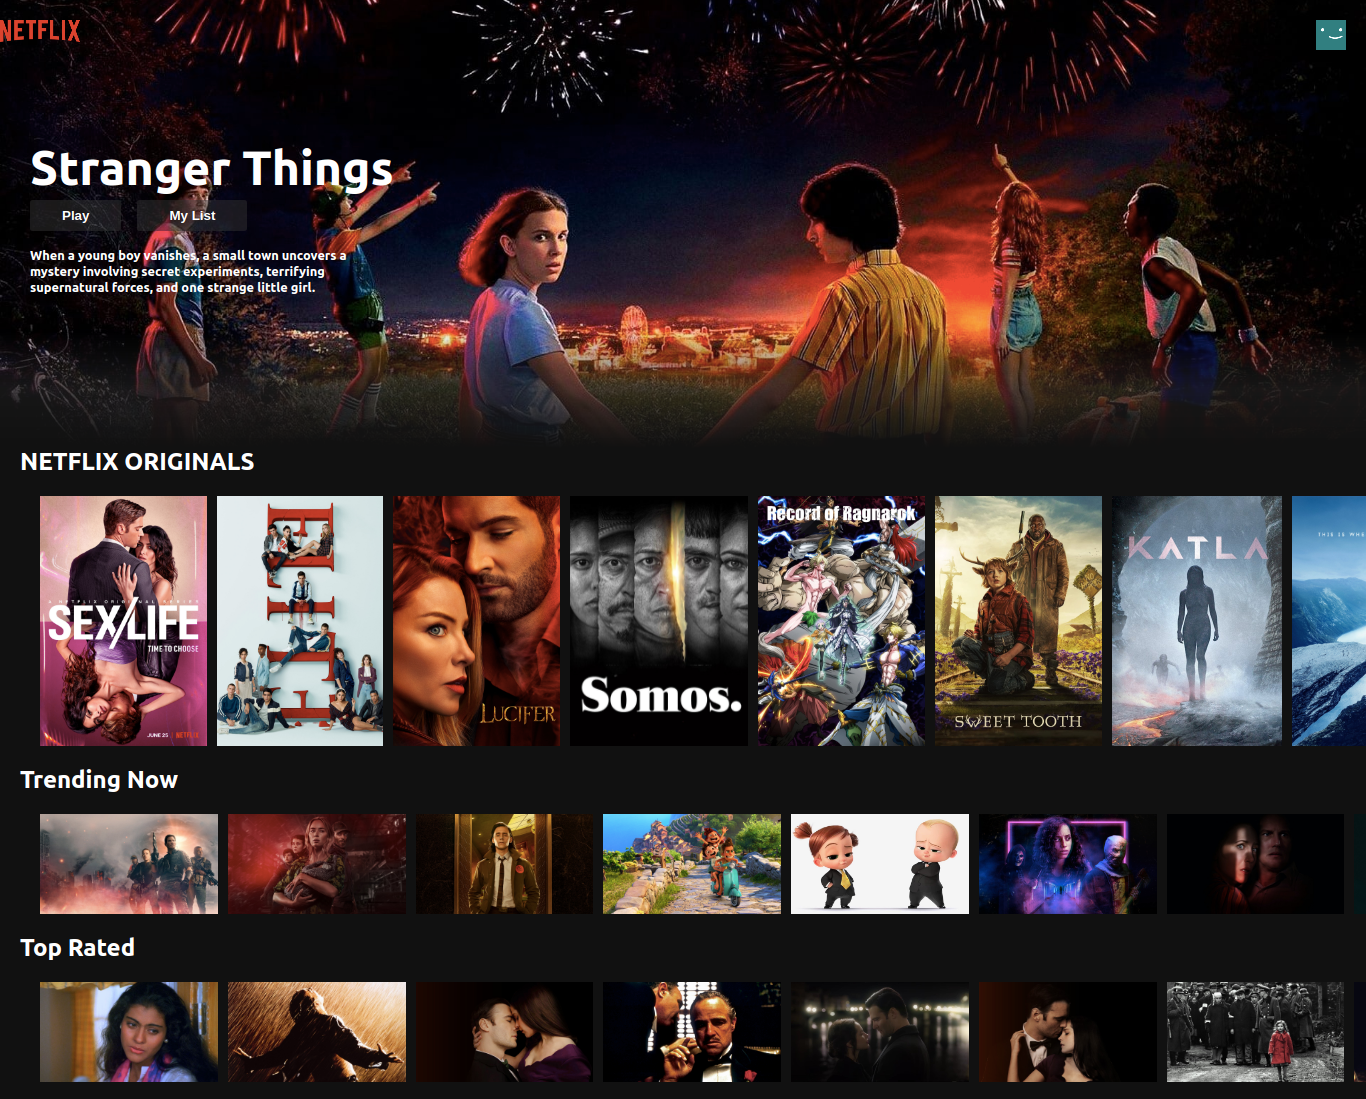 NETFLIX
Stranger Things
Play
My List
When a young boy vanishes, a small town uncovers a
mystery involving secret experiments, terrifying
supernatural forces, and one strange little girl.
NETFLIX ORIGINALS
A NETFLIX ORIGINAL SERIES
SEX/LIFE
TIME TO CHOOSE
JUNE 25 | NETFLIX
ELITE
LUCIFER
Somos.
Record of Ragnarok
SWEET TOOTH
KATLA
THIS IS
Trending Now
Top Rated